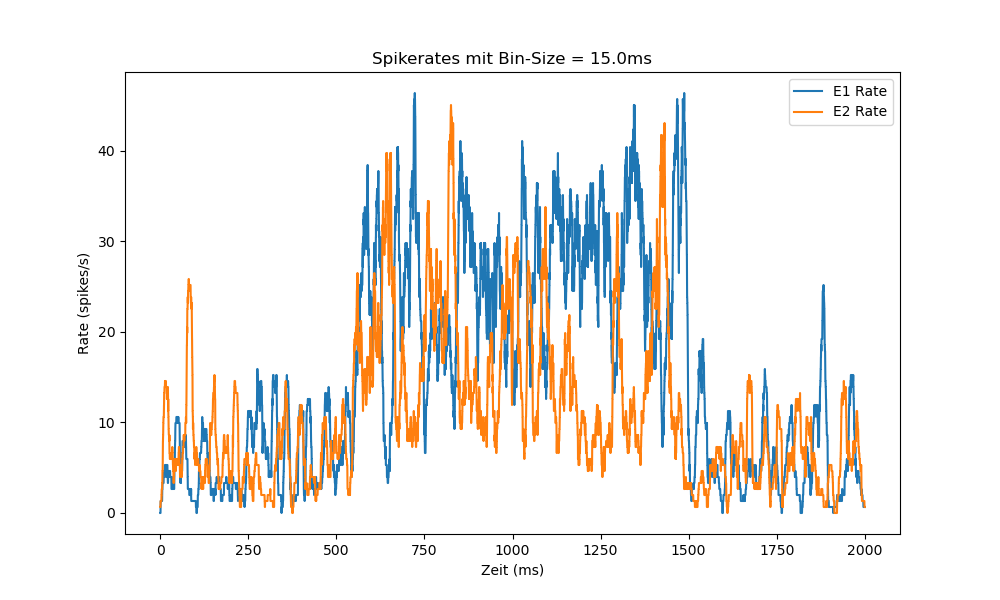 Spikerates mit Bin-Size = 15.0ms
E1 Rate
E2 Rate
Rate (spikes/s)
40
30
20
10
0
0 250 500 750 1000 1250 1500 1750 2000
Zeit (ms)